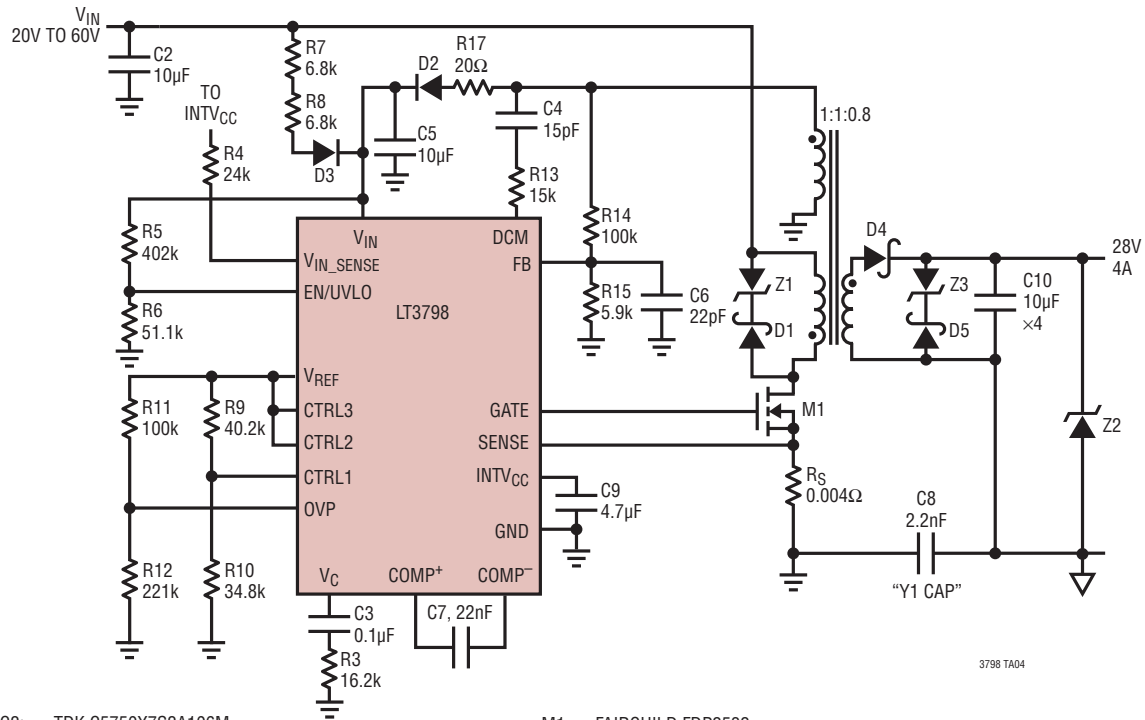 VIN
20V TO 60V
C2
10µF
TO
INTVCC
R4
24k
R7
6.8k
R8
6.8k
D3
D2
R17
20Ω
C5
10µF
C4
15pF
R13
15k
1:1:0.8
R5
402k
R6
51.1k
R14
100k
R15
5.9k
C6
22pF
Z1
D1
D4
Z3
D5
C10
10µF
×4
28V
4A
VIN
DCM
VIN_SENSE
FB
EN/UVLO
LT3798
VREF
CTRL3
GATE
CTRL2
SENSE
CTRL1
INTVCC
OVP
GND
VC
COMP+
COMP–
R11
100k
R9
40.2k
R12
221k
R10
34.8k
M1
Z2
RS
0.004Ω
C9
4.7µF
C8
2.2nF
"Y1 CAP"
C3
0.1µF
C7, 22nF
R3
16.2k
3798 TA04